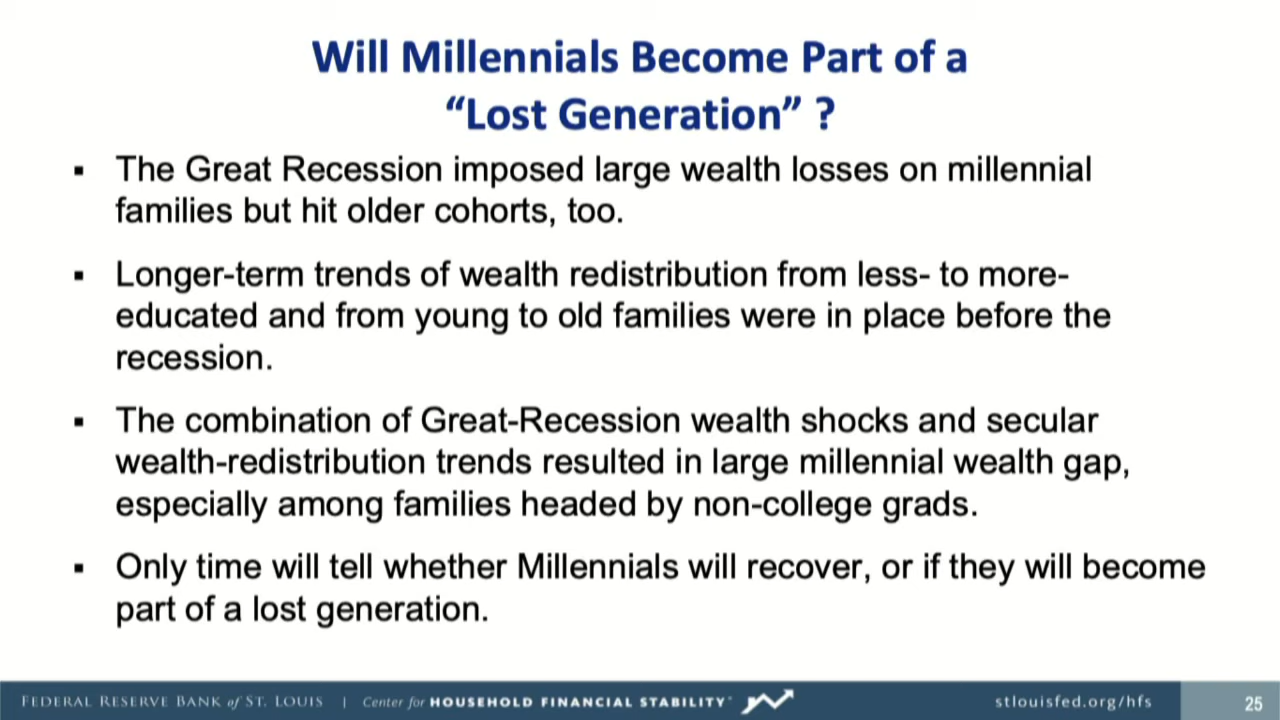 Will Millennials Become Part of a
“Lost Generation” ?
▪ The Great Recession imposed large wealth losses on millennial
families but hit older cohorts, too.
▪ Longer-term trends of wealth redistribution from less- to more-
educated and from young to old families were in place before the
recession.
▪ The combination of Great-Recession wealth shocks and secular
wealth-redistribution trends resulted in large millennial wealth gap,
especially among families headed by non-college grads.
▪ Only time will tell whether Millennials will recover, or if they will become
part of a lost generation.
FEDERAL RESERVE BANK of ST. LOUIS | Center for HOUSEHOLD FINANCIAL STABILITY stlouisfed.org/hfs 25